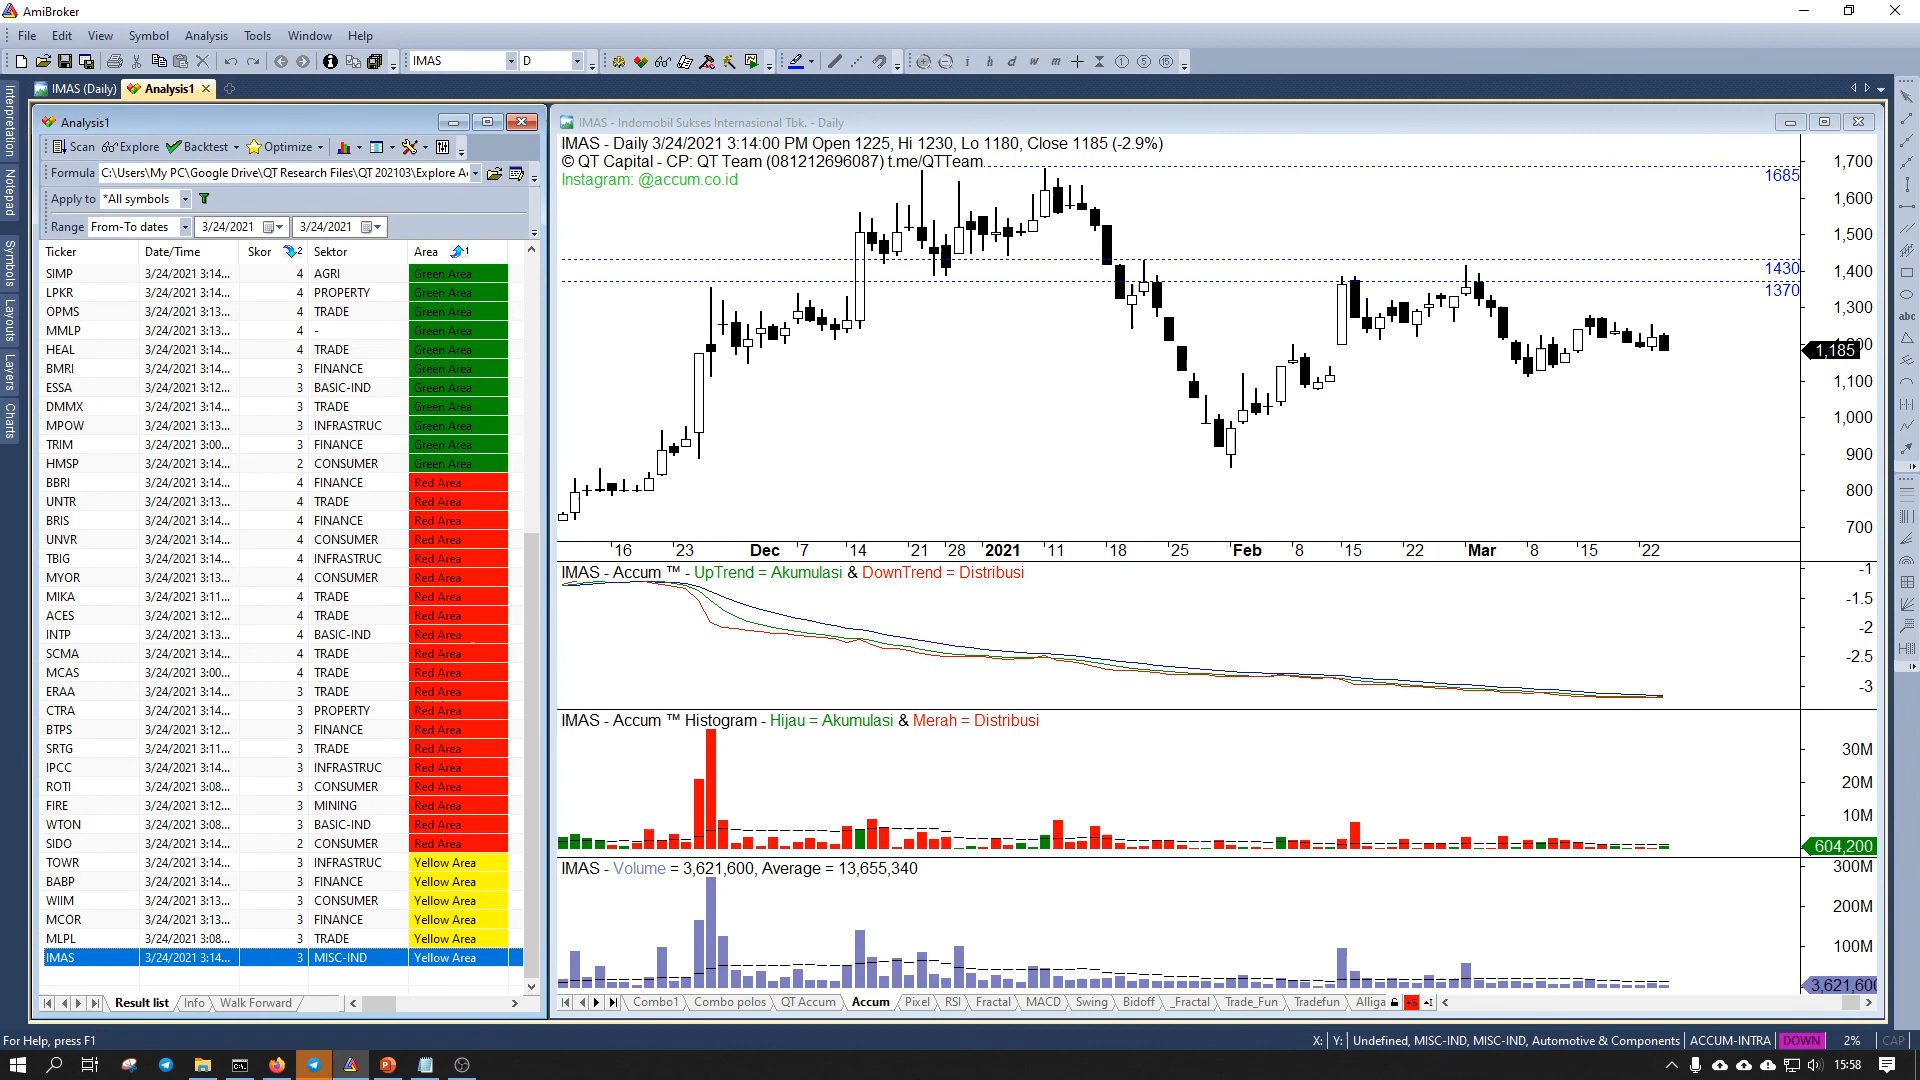 AmiBroker
File Edit View Symbol Analysis Tools Window Help
IMAS D
IMAS (Daily) Analysis1
Interpretation
Notepad
Symbols
Layouts
Layers
Charts
Analysis1
Scan Explore Backtest Optimize
Formula C:\Users\My PC\Google Drive\QT Research Files\QT 202103\Explore A
Apply to *All symbols
Range From-To dates 3/24/2021 3/24/2021
Ticker Date/Time Skor 2 Sektor Area 1
SIMP 3/24/2021 3:14... 4 AGRI Green Area
LPKR 3/24/2021 3:14... 4 PROPERTY Green Area
OPMS 3/24/2021 3:13... 4 TRADE Green Area
MMLP 3/24/2021 3:13... 4 - Green Area
HEAL 3/24/2021 3:14... 4 TRADE Green Area
BMRI 3/24/2021 3:14... 3 FINANCE Green Area
ESSA 3/24/2021 3:12... 3 BASIC-IND Green Area
DMMX 3/24/2021 3:14... 3 TRADE Green Area
MPOW 3/24/2021 3:13... 3 INFRASTRUC Green Area
TRIM 3/24/2021 3:00... 3 FINANCE Green Area
HMSP 3/24/2021 3:14... 2 CONSUMER Green Area
BBRI 3/24/2021 3:14... 4 FINANCE Red Area
UNTR 3/24/2021 3:13... 4 TRADE Red Area
BRIS 3/24/2021 3:14... 4 FINANCE Red Area
UNVR 3/24/2021 3:14... 4 CONSUMER Red Area
TBIG 3/24/2021 3:14... 4 INFRASTRUC Red Area
MYOR 3/24/2021 3:13... 4 CONSUMER Red Area
MIKA 3/24/2021 3:11... 4 TRADE Red Area
ACES 3/24/2021 3:12... 4 TRADE Red Area
INTP 3/24/2021 3:13... 4 BASIC-IND Red Area
SCMA 3/24/2021 3:14... 4 TRADE Red Area
MCAS 3/24/2021 3:00... 4 TRADE Red Area
ERAA 3/24/2021 3:14... 3 TRADE Red Area
CTRA 3/24/2021 3:14... 3 PROPERTY Red Area
BTPS 3/24/2021 3:12... 3 FINANCE Red Area
SRTG 3/24/2021 3:11... 3 TRADE Red Area
IPCC 3/24/2021 3:14... 3 INFRASTRUC Red Area
ROTI 3/24/2021 3:08... 3 CONSUMER Red Area
FIRE 3/24/2021 3:12... 3 MINING Red Area
WTON 3/24/2021 3:08... 3 BASIC-IND Red Area
SIDO 3/24/2021 3:14... 2 CONSUMER Red Area
TOWR 3/24/2021 3:14... 3 INFRASTRUC Yellow Area
BABP 3/24/2021 3:14... 3 FINANCE Yellow Area
WIIM 3/24/2021 3:13... 3 CONSUMER Yellow Area
MCOR 3/24/2021 3:13... 3 FINANCE Yellow Area
MLPL 3/24/2021 3:08... 3 TRADE Yellow Area
IMAS 3/24/2021 3:14... 3 MISC-IND Yellow Area
Result list Info Walk Forward
IMAS - Indomobil Sukses Internasional Tbk. - Daily
IMAS - Daily 3/24/2021 3:14:00 PM Open 1225, Hi 1230, Lo 1180, Close 1185 (-2.9%)
© QT Capital - CP: QT Team (081212696087) t.me/QTTeam
Instagram: @accum.co.id
1685
1430
1370
1,700
1,600
1,500
1,400
1,300
1,200
1,185
1,100
1,000
900
800
700
16 23 Dec 7 14 21 28 2021 11 18 25 Feb 8 15 22 Mar 8 15 22
IMAS - Accum ™ - UpTrend = Akumulasi & DownTrend = Distribusi
-1
-1.5
-2
-2.5
-3
IMAS - Accum ™ Histogram - Hijau = Akumulasi & Merah = Distribusi
30M
20M
10M
604,200
IMAS - Volume = 3,621,600, Average = 13,655,340
300M
200M
100M
3,621,600
Combo1 Combo polos QT Accum Accum Pixel RSI Fractal MACD Swing Bidoff _Fractal Trade_Fun Tradefun Alliga
For Help, press F1
X: Y: Undefined, MISC-IND, MISC-IND, Automotive & Components ACCUM-INTRA DOWN 2% CAP
15:58